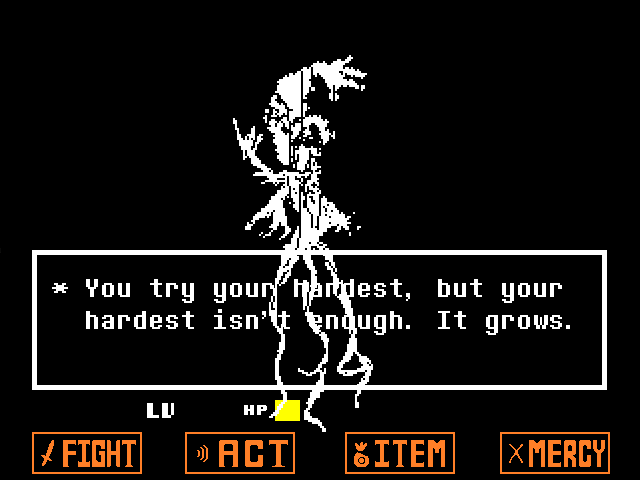 * You try your hardest, but your
hardest isn't enough. It grows.
LV HP
FIGHT ACT ITEM MERCY